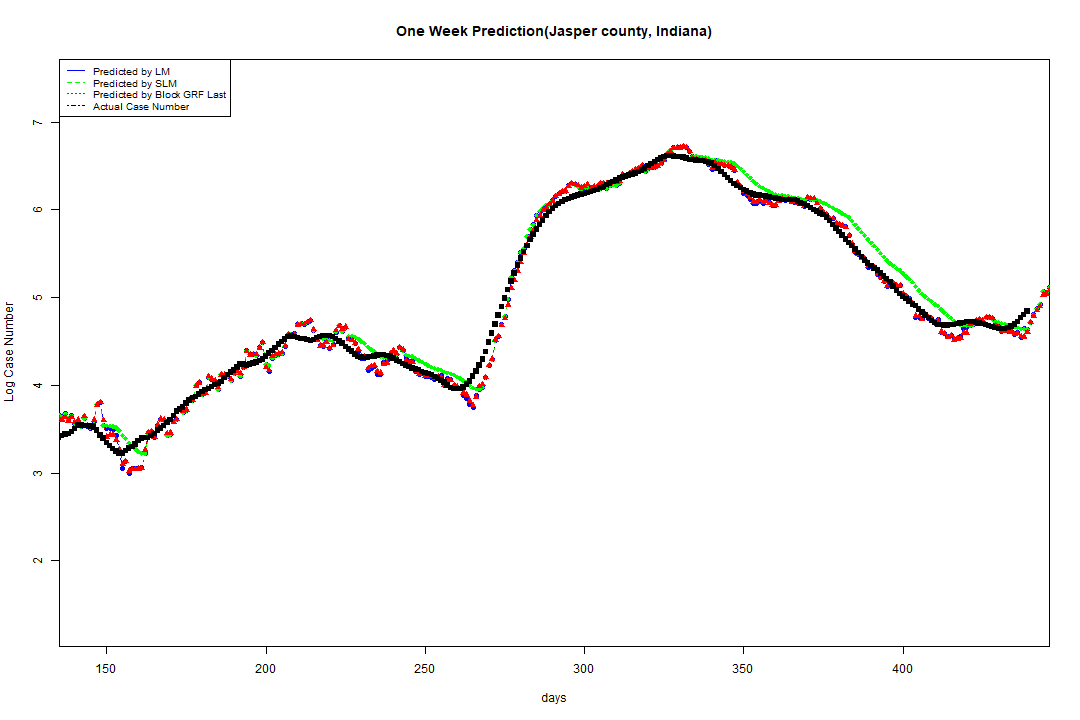 One Week Prediction(Jasper county, Indiana)
Predicted by LM
Predicted by SLM
Predicted by Block GRF Last
Actual Case Number
7
6
5
4
3
2
Log Case Number
150 200 250 300 350 400
days